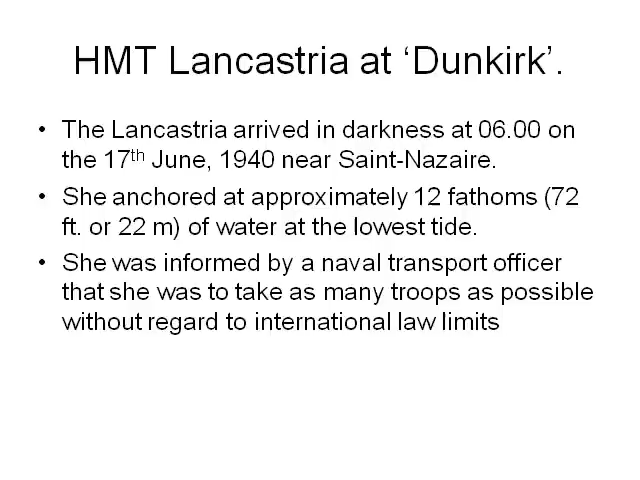 HMT Lancastria at ‘Dunkirk’.
• The Lancastria arrived in darkness at 06.00 on
the 17th June, 1940 near Saint-Nazaire.
• She anchored at approximately 12 fathoms (72
ft. or 22 m) of water at the lowest tide.
• She was informed by a naval transport officer
that she was to take as many troops as possible
without regard to international law limits